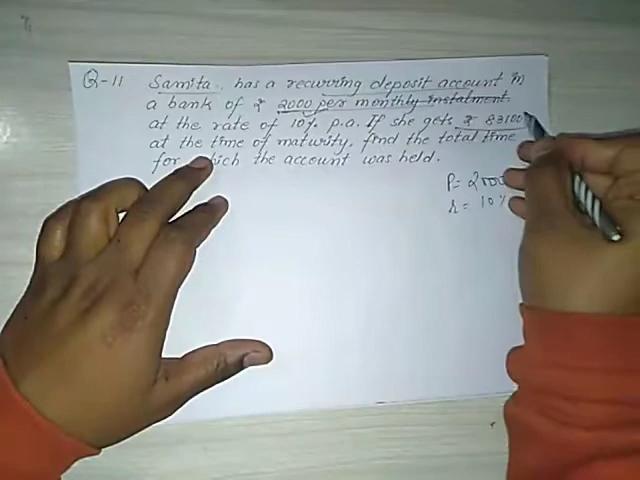 Q-11 Samita, has a recurring deposit account in
a bank of ₹ 2000 per monthly instalment.
at the rate of 10% p.a. If she gets ₹ 83100
at the time of maturity, find the total time
for which the account was held.
P= 2000
r= 10%